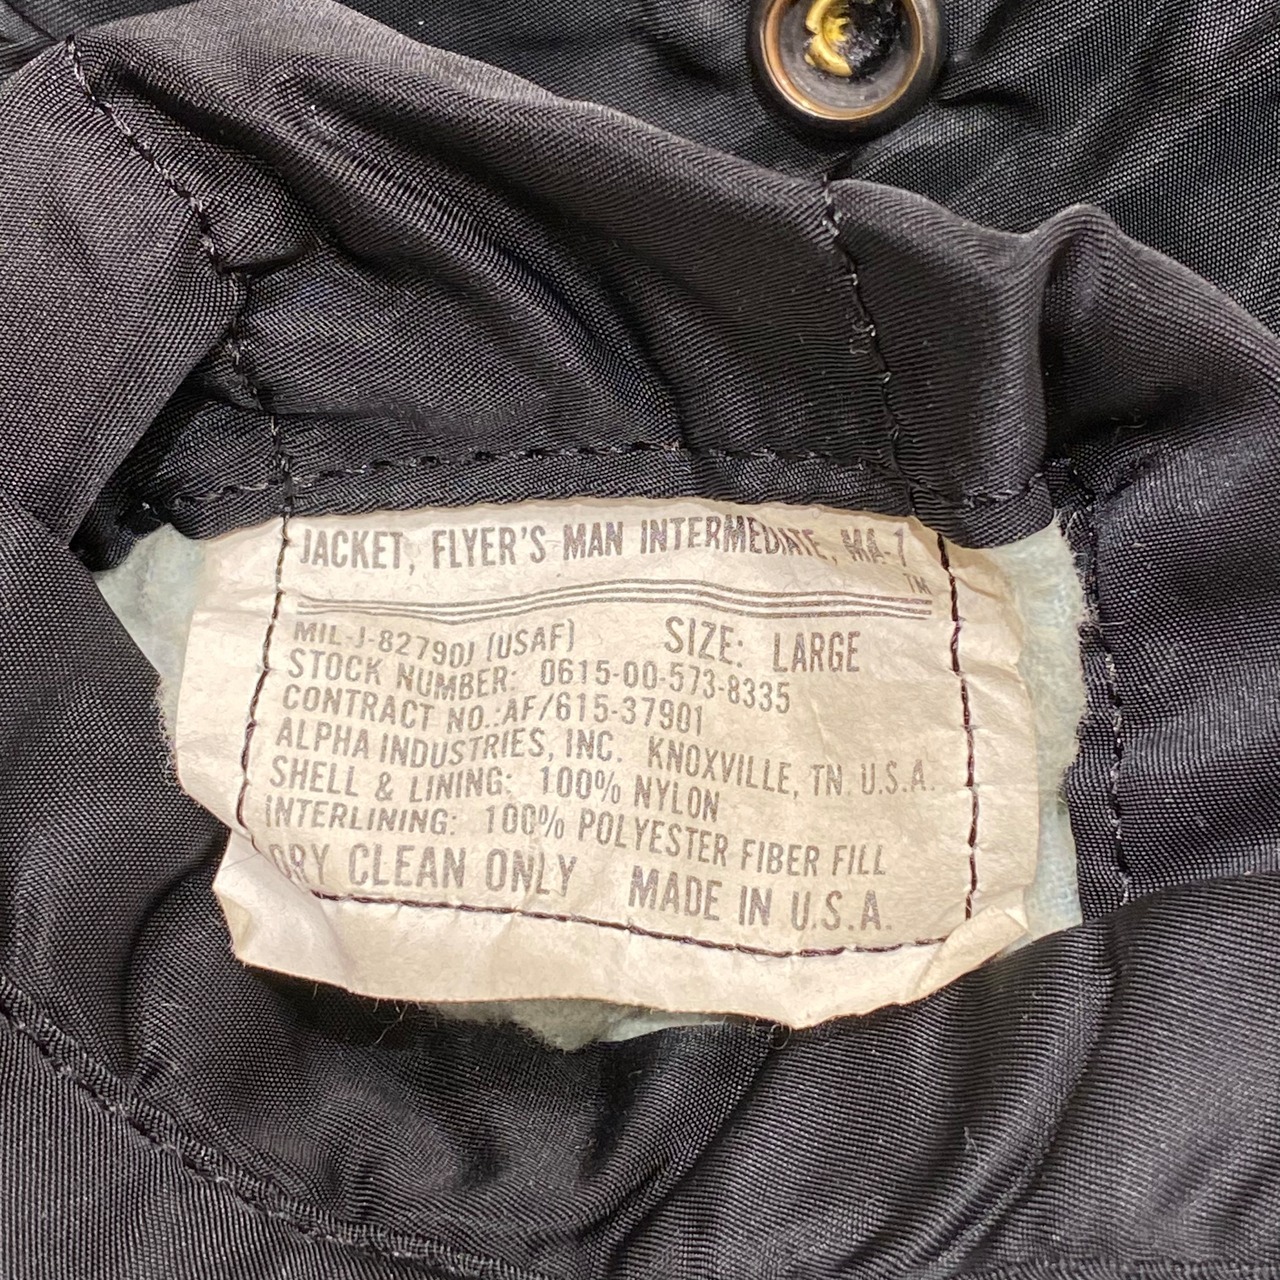 JACKET, FLYER'S MAN INTERMEDIATE, MA-1
TM
MIL-J-8279OJ (USAF) SIZE: LARGE
STOCK NUMBER: 0615-00-573-8335
CONTRACT NO.:AF/615-37901
ALPHA INDUSTRIES, INC. KNOXVILLE, TN. U.S.A.
SHELL & LINING: 100% NYLON
INTERLINING: 100% POLYESTER FIBER FILL
DRY CLEAN ONLY MADE IN U.S.A.